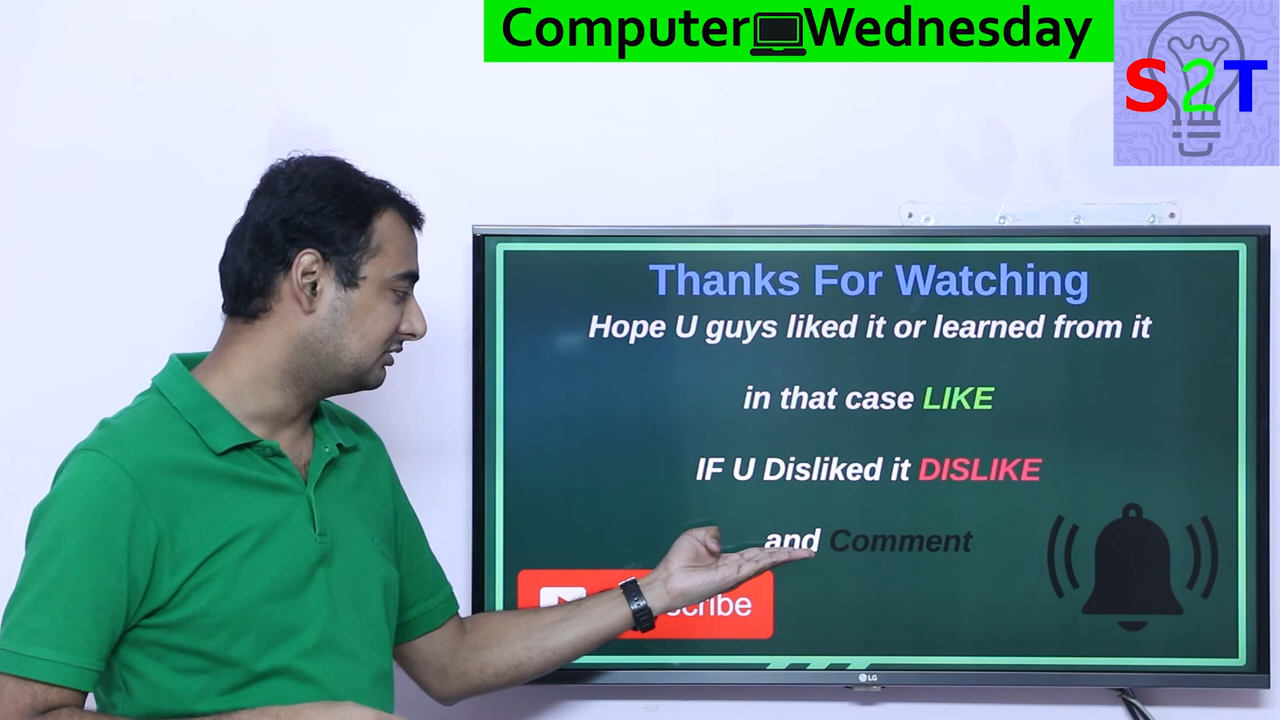 Computer Wednesday
S2T
Thanks For Watching
Hope U guys liked it or learned from it
in that case LIKE
IF U Disliked it DISLIKE
and Comment
LG